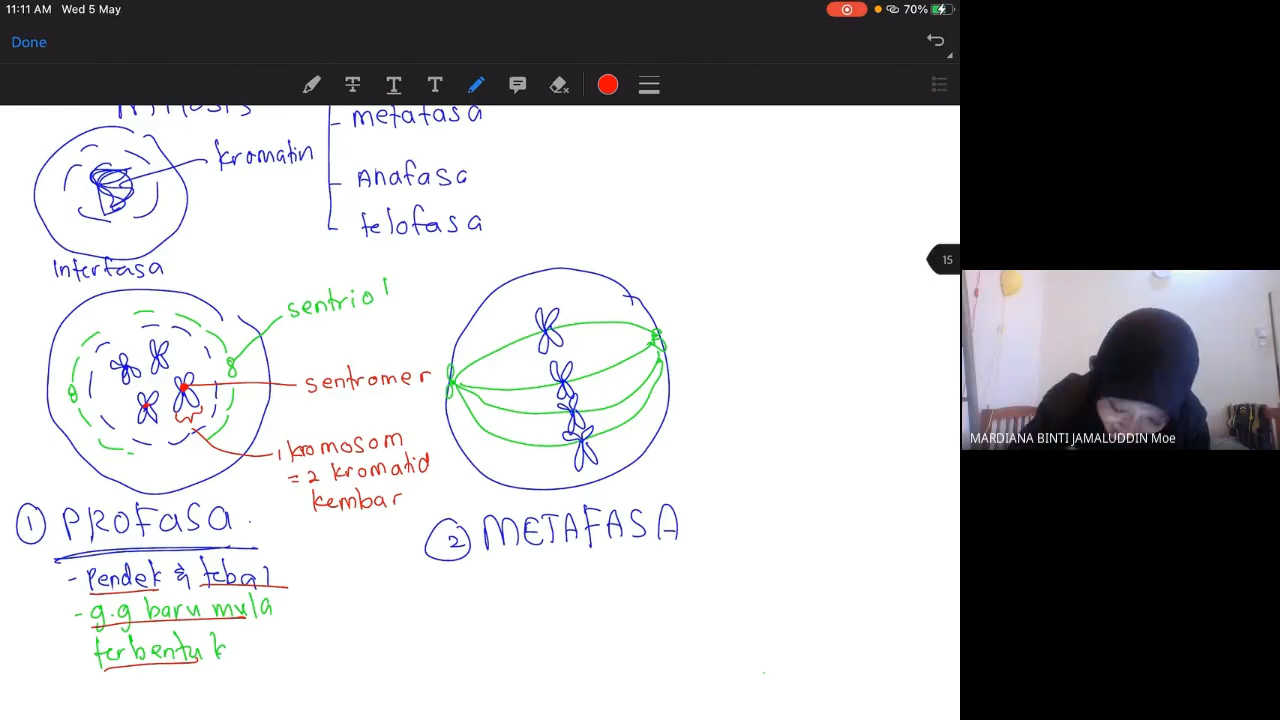 11:11 AM Wed 5 May
70%
Done
T T
MITOSIS
metafasa
kromatin
Anafasa
telofasa
Interfasa
15
sentriol
sentromer
1 kromosom
= 2 kromatid
kembar
MARDIANA BINTI JAMALUDDIN Moe
1 PROFASA
2 METAFASA
- Pendek & tebal
- g.g baru mula
terbentuk